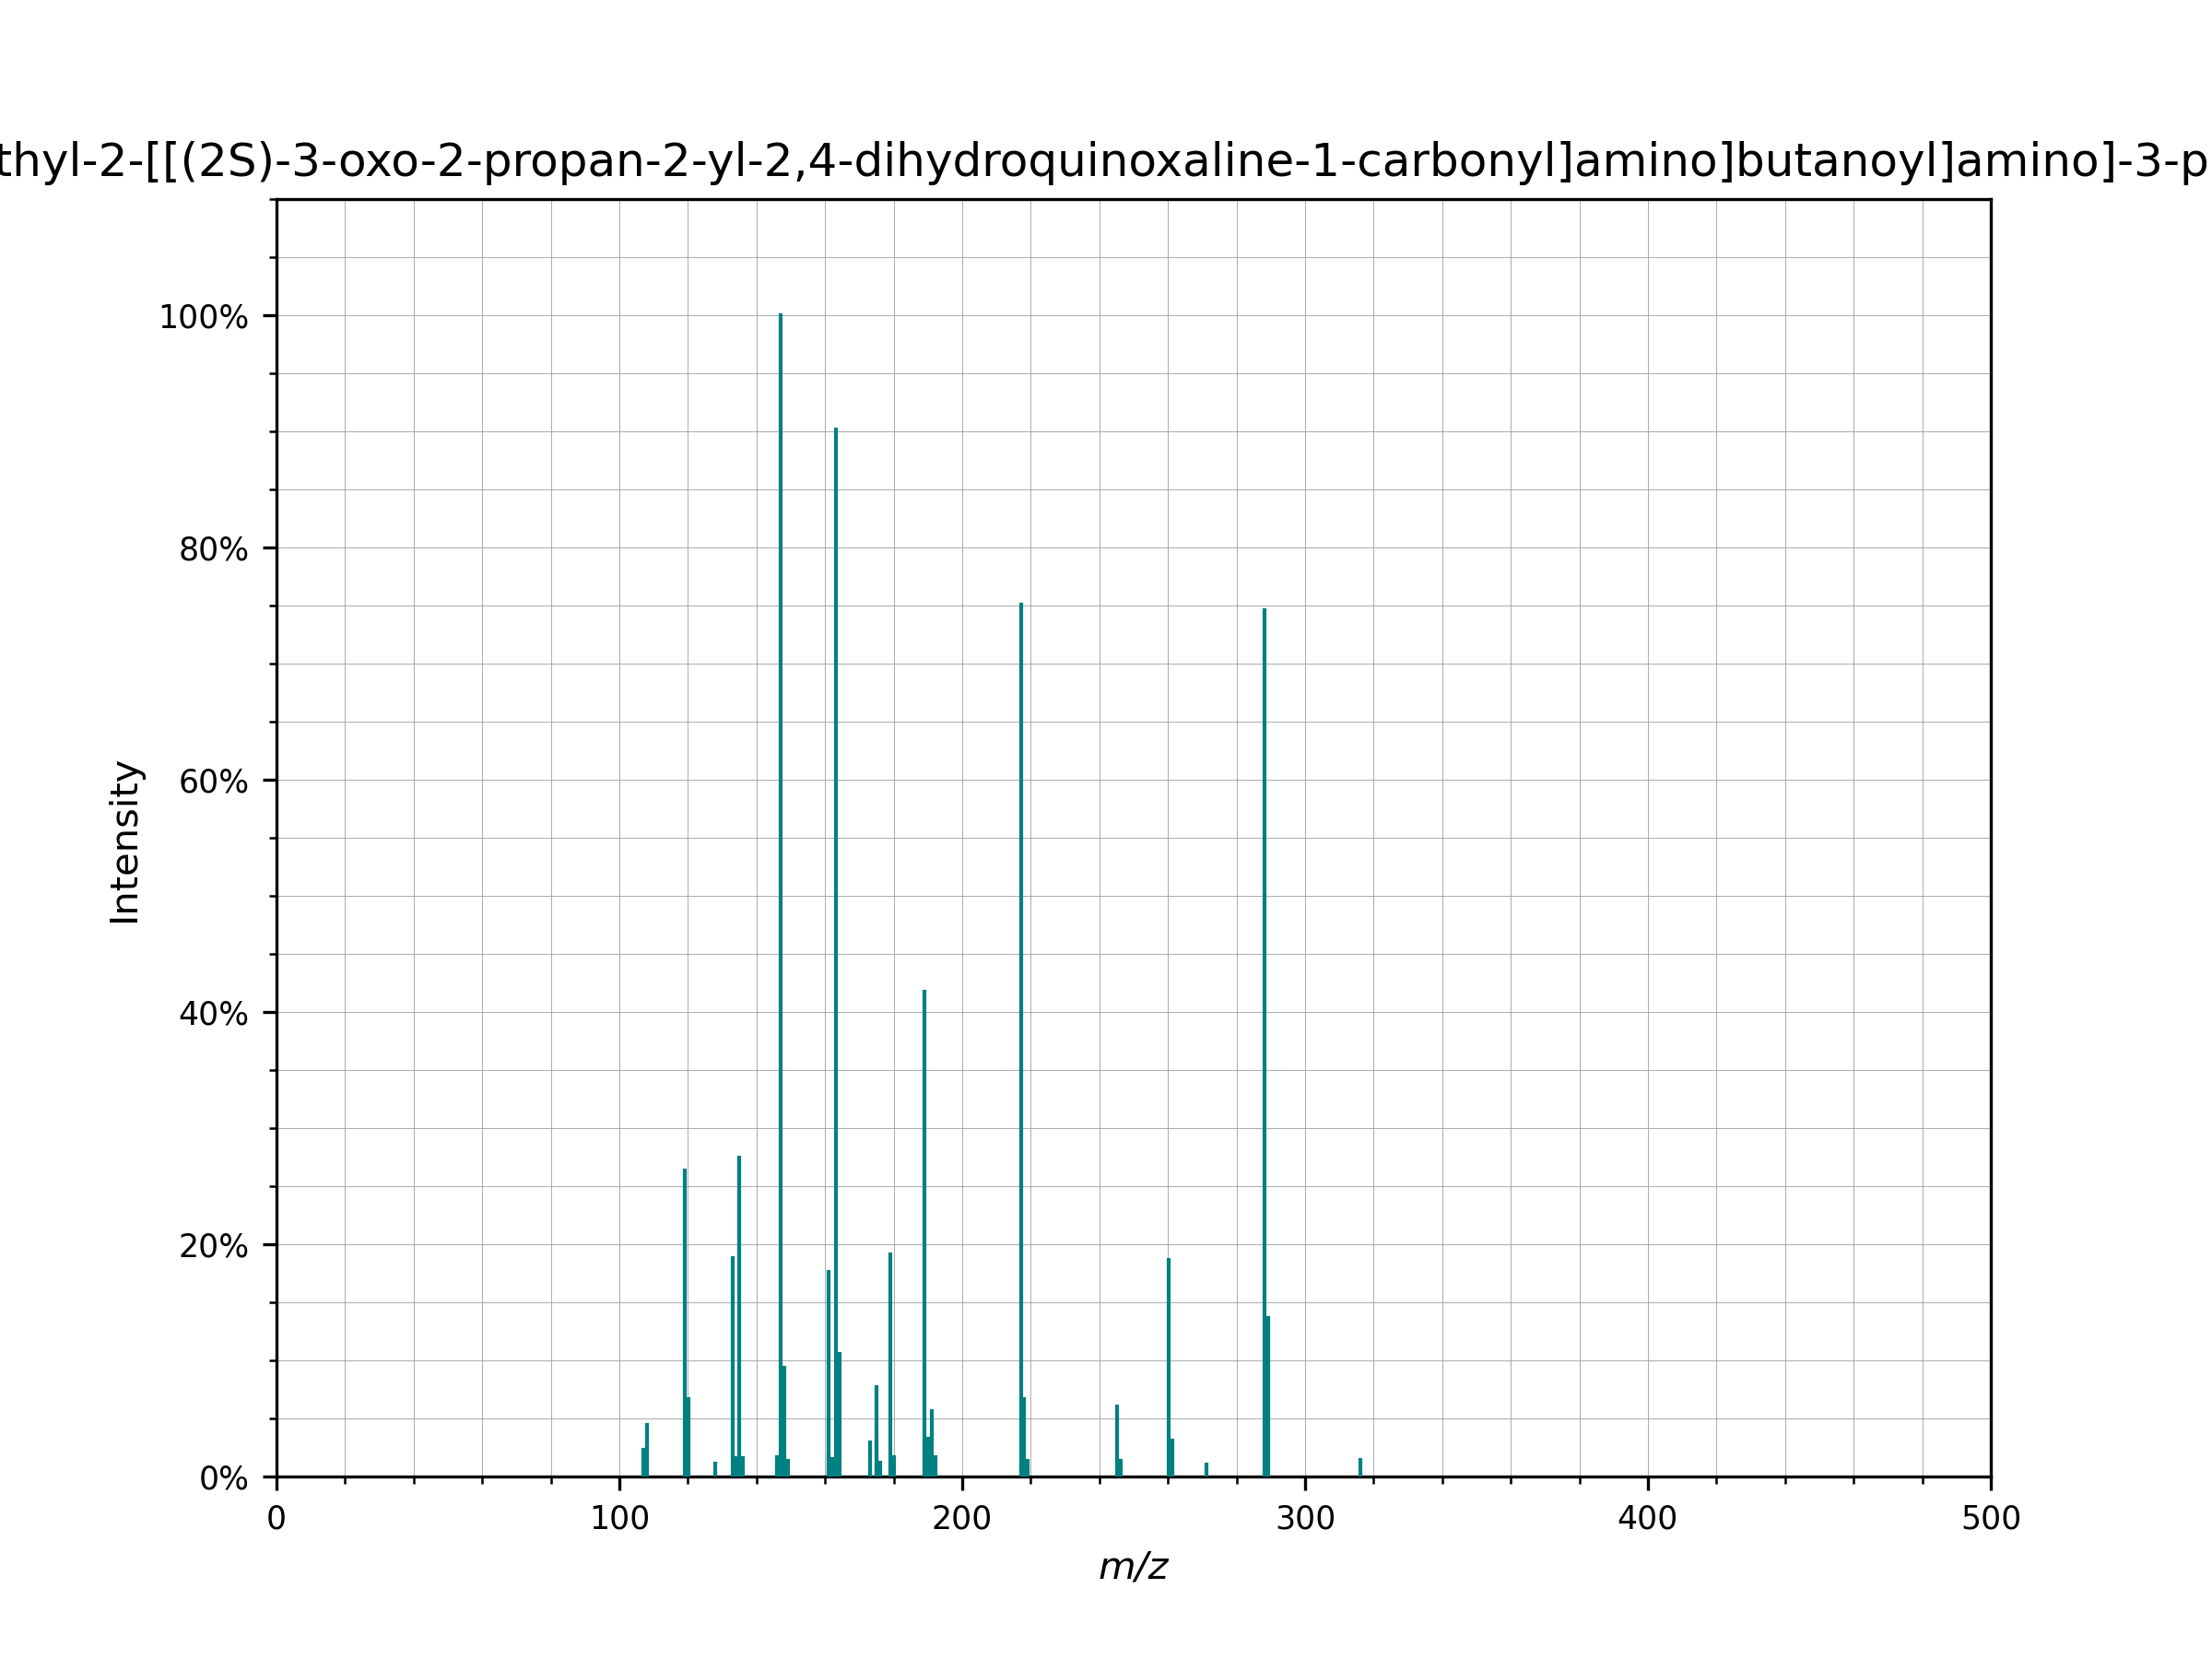 thyl-2-[[(2S)-3-oxo-2-propan-2-yl-2,4-dihydroquinoxaline-1-carbonyl]amino]butanoyl]amino]-3-p
100%
80%
60%
40%
20%
0%
Intensity
0 100 200 300 400 500
m/z